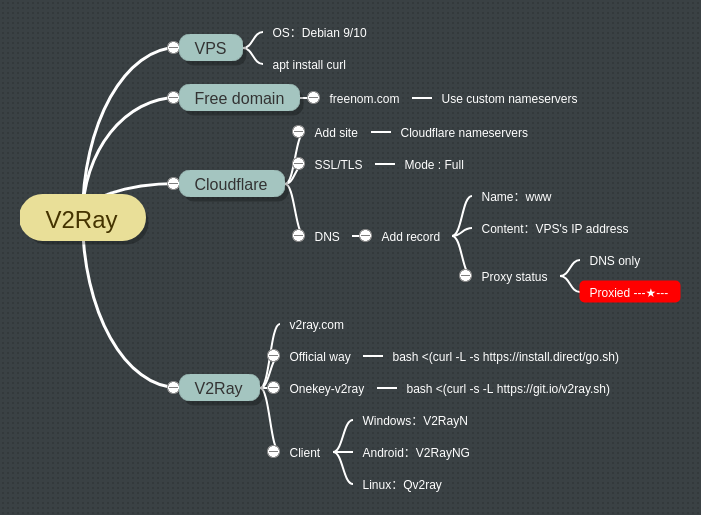 V2Ray
VPS
OS：Debian 9/10
apt install curl
Free domain
freenom.com
Use custom nameservers
Cloudflare
Add site
Cloudflare nameservers
SSL/TLS
Mode : Full
DNS
Add record
Name：www
Content：VPS's IP address
Proxy status
DNS only
Proxied ---★---
V2Ray
v2ray.com
Official way
bash <(curl -L -s https://install.direct/go.sh)
Onekey-v2ray
bash <(curl -s -L https://git.io/v2ray.sh)
Client
Windows：V2RayN
Android：V2RayNG
Linux：Qv2ray